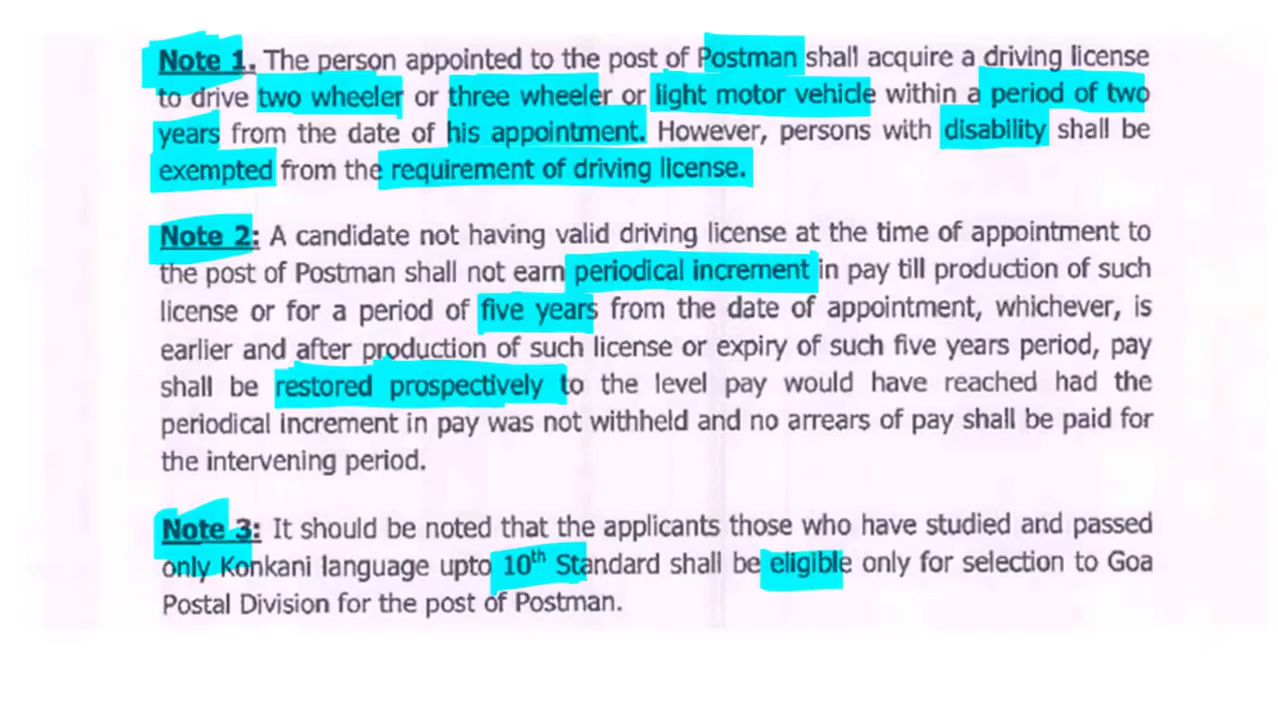 Note 1. The person appointed to the post of Postman shall acquire a driving license
to drive two wheeler or three wheeler or light motor vehicle within a period of two
years from the date of his appointment. However, persons with disability shall be
exempted from the requirement of driving license.
Note 2: A candidate not having valid driving license at the time of appointment to
the post of Postman shall not earn periodical increment in pay till production of such
license or for a period of five years from the date of appointment, whichever, is
earlier and after production of such license or expiry of such five years period, pay
shall be restored prospectively to the level pay would have reached had the
periodical increment in pay was not withheld and no arrears of pay shall be paid for
the intervening period.
Note 3: It should be noted that the applicants those who have studied and passed
only Konkani language upto 10th Standard shall be eligible only for selection to Goa
Postal Division for the post of Postman.